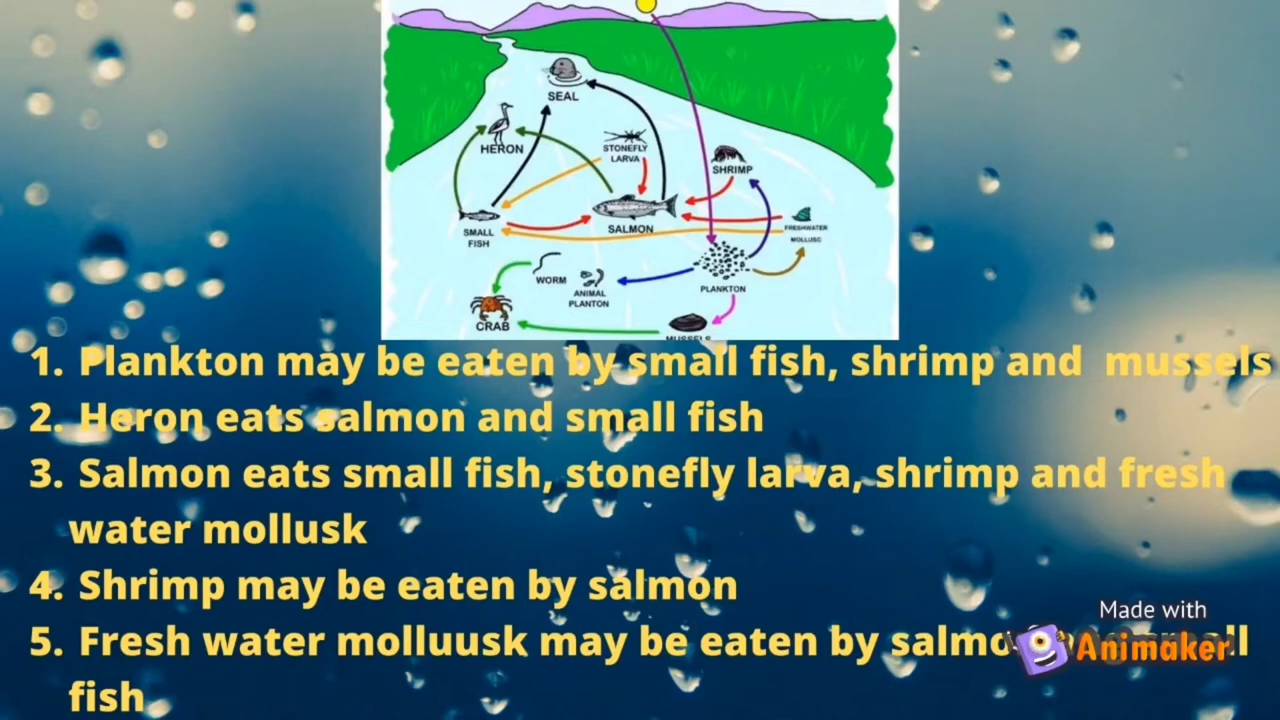 SEAL
HERON
STONEFLY
LARVA
SHRIMP
SALMON
SMALL
FISH
FRESHWATER
MOLLUSC
WORM
ANIMAL
PLANTON
PLANKTON
CRAB
MUSSELS
1. Plankton may be eaten by small fish, shrimp and mussels
2. Heron eats salmon and small fish
3. Salmon eats small fish, stonefly larva, shrimp and fresh
water mollusk
4. Shrimp may be eaten by salmon
5. Fresh water molluusk may be eaten by
fish
Made with
Animaker